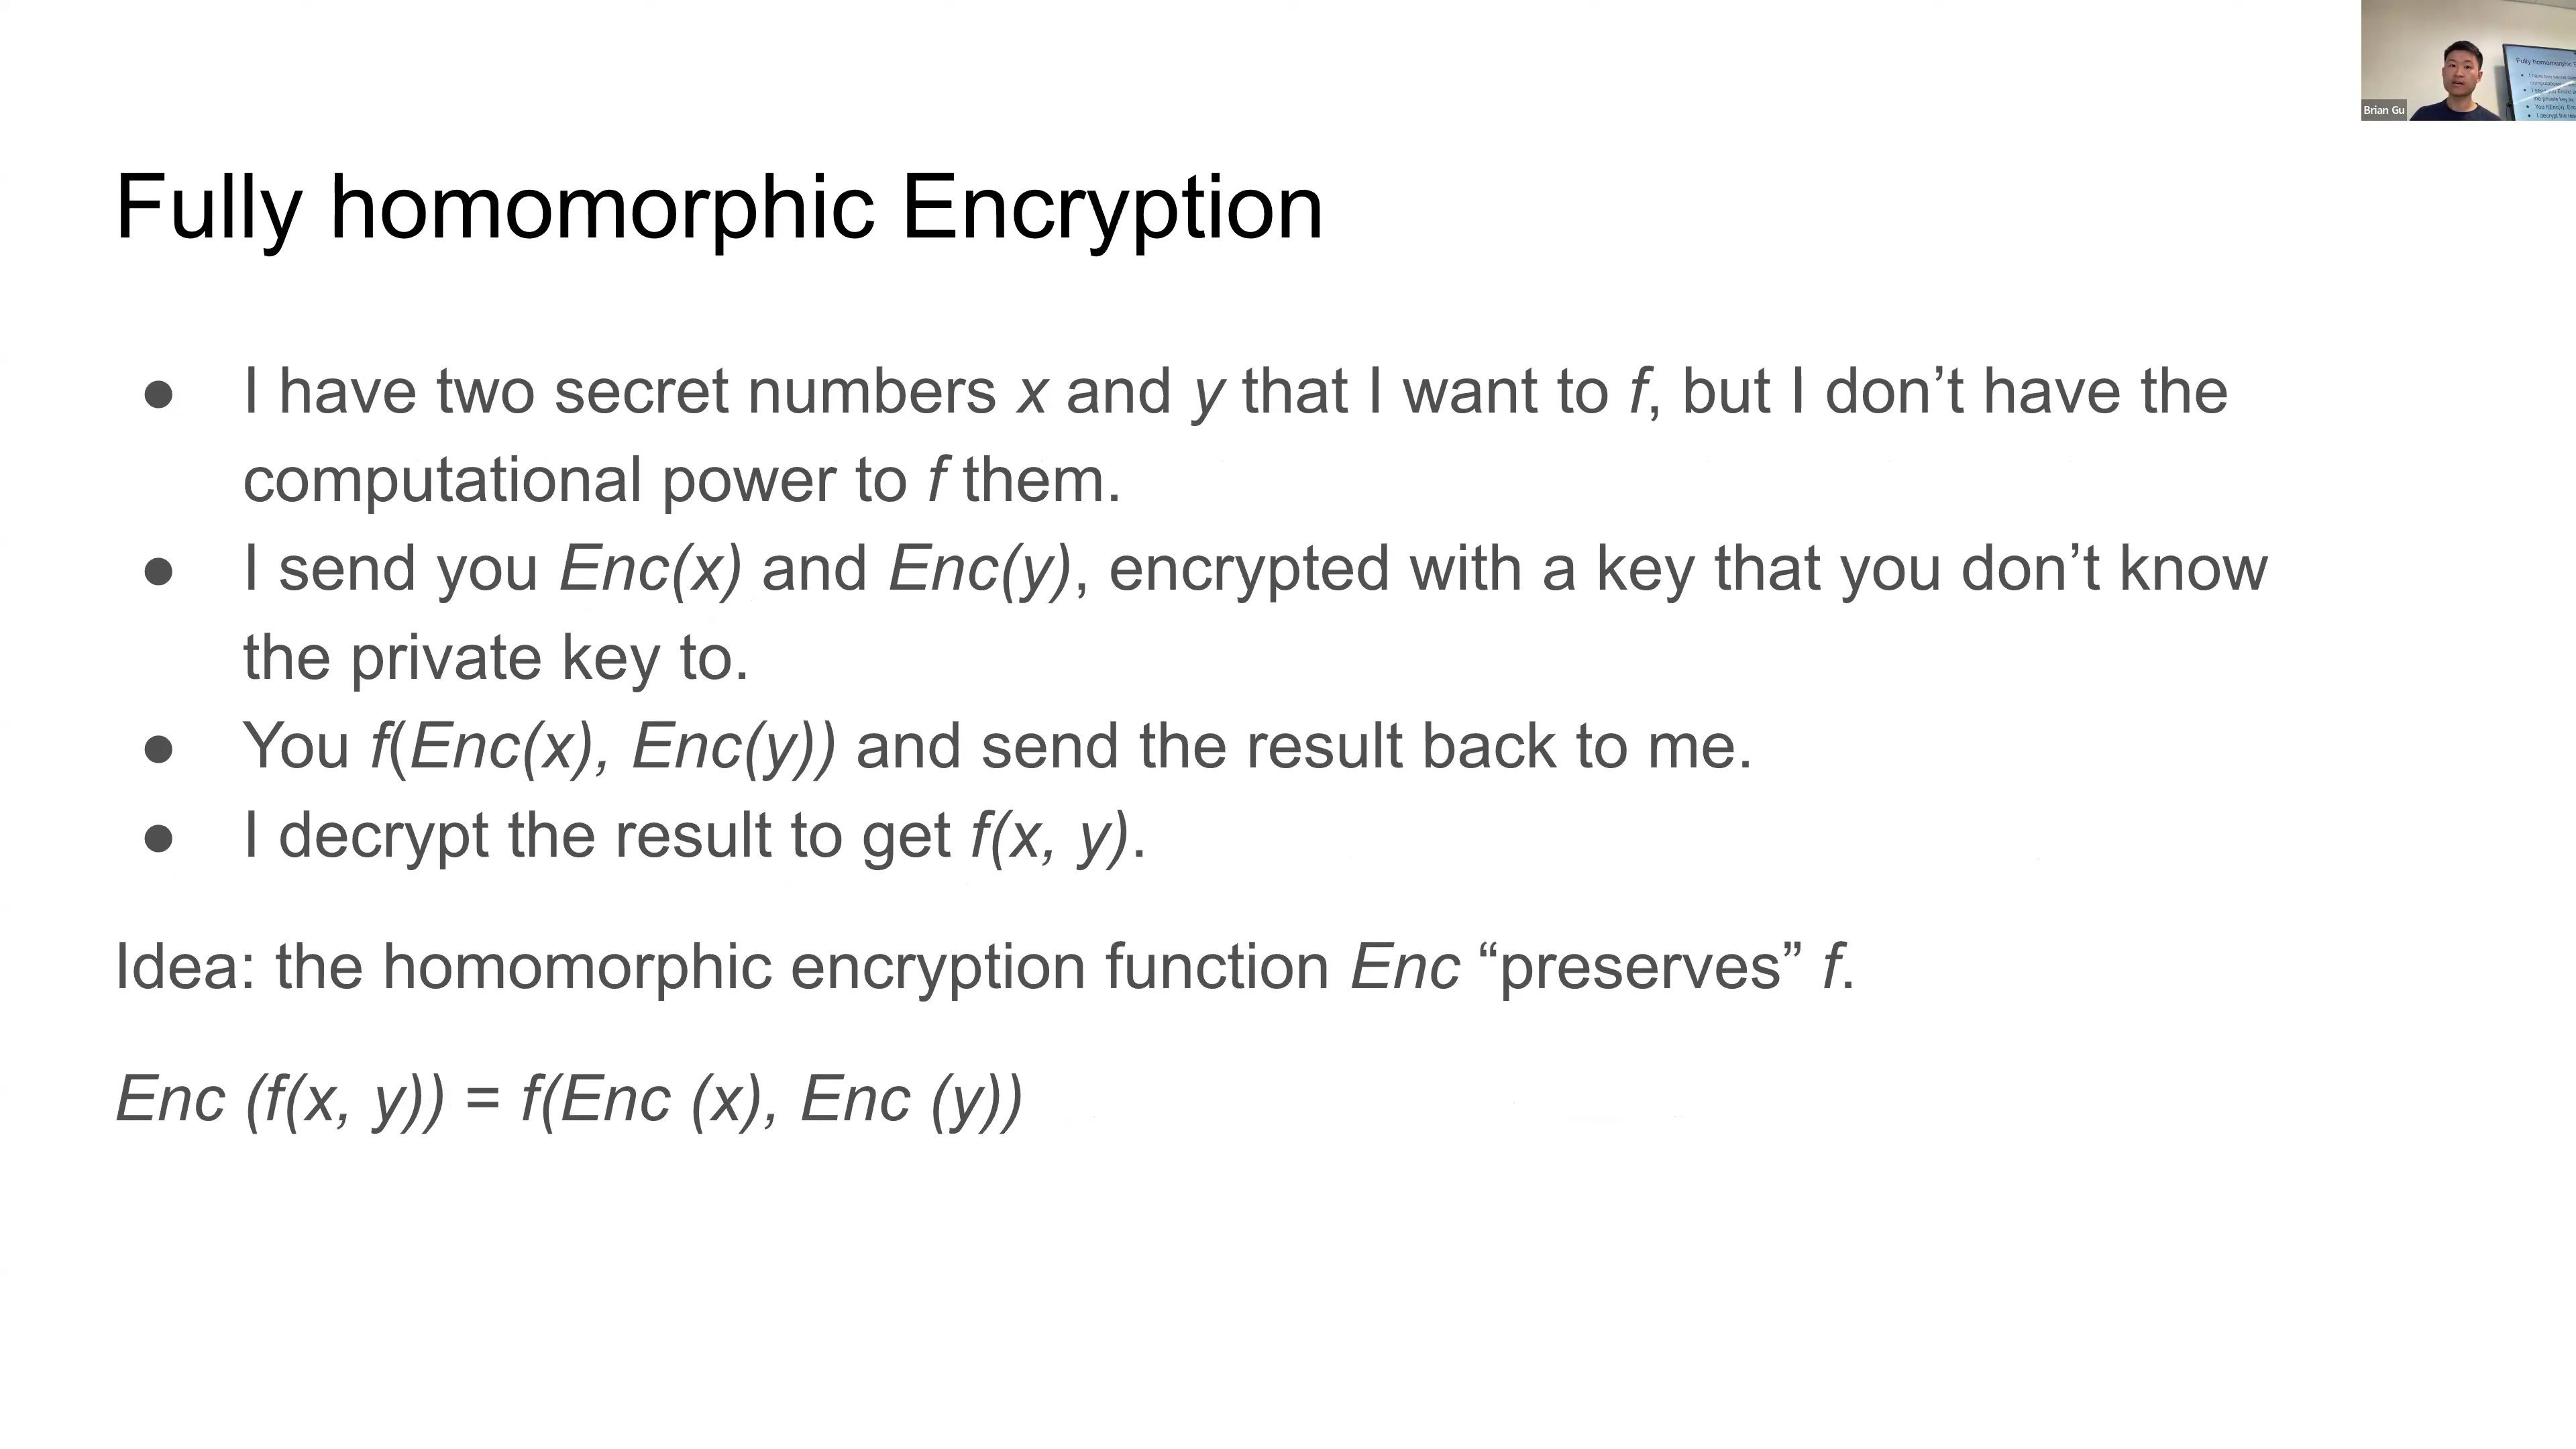 Brian Gu
Fully homomorphic Encryption
● I have two secret numbers x and y that I want to f, but I don’t have the
computational power to f them.
● I send you Enc(x) and Enc(y), encrypted with a key that you don’t know
the private key to.
● You f(Enc(x), Enc(y)) and send the result back to me.
● I decrypt the result to get f(x, y).
Idea: the homomorphic encryption function Enc “preserves” f.
Enc (f(x, y)) = f(Enc (x), Enc (y))